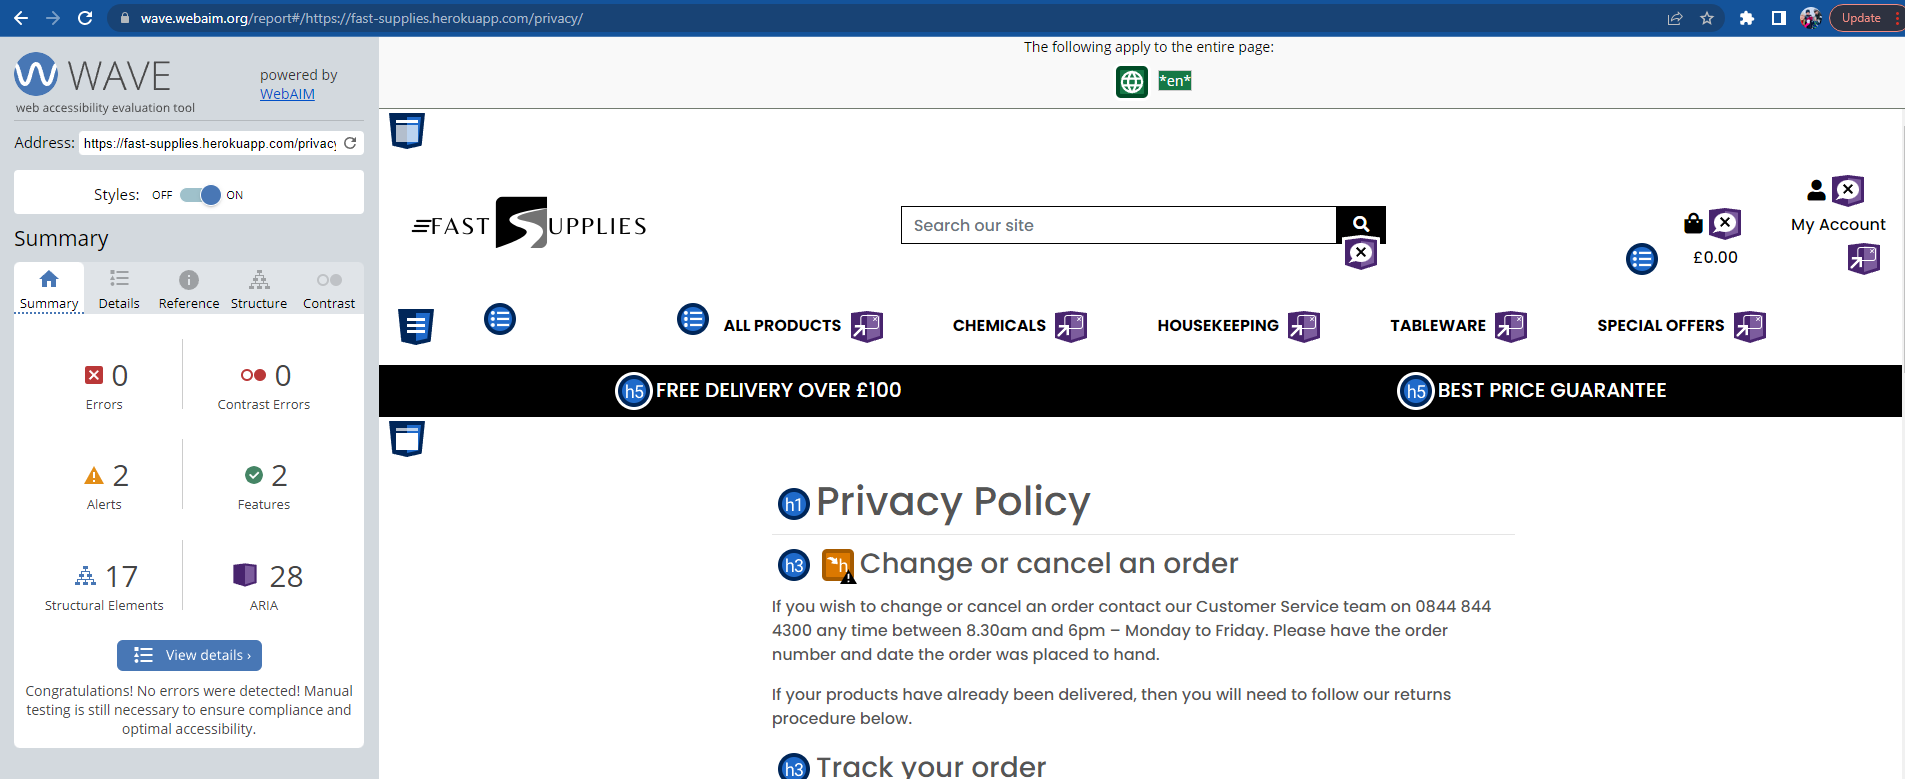 wave.webaim.org/report#/https://fast-supplies.herokuapp.com/privacy/
Update
WAVE
web accessibility evaluation tool
powered by
WebAIM
Address: https://fast-supplies.herokuapp.com/privacy
Styles: OFF ON
Summary
Summary Details Reference Structure Contrast
0 0
Errors Contrast Errors
2 2
Alerts Features
17 28
Structural Elements ARIA
View details ›
Congratulations! No errors were detected! Manual
testing is still necessary to ensure compliance and
optimal accessibility.
The following apply to the entire page:
*en*
FAST SUPPLIES
Search our site
£0.00
My Account
ALL PRODUCTS CHEMICALS HOUSEKEEPING TABLEWARE SPECIAL OFFERS
h5 FREE DELIVERY OVER £100 h5 BEST PRICE GUARANTEE
h1 Privacy Policy
h3 h Change or cancel an order
If you wish to change or cancel an order contact our Customer Service team on 0844 844
4300 any time between 8.30am and 6pm – Monday to Friday. Please have the order
number and date the order was placed to hand.
If your products have already been delivered, then you will need to follow our returns
procedure below.
h3 Track your order